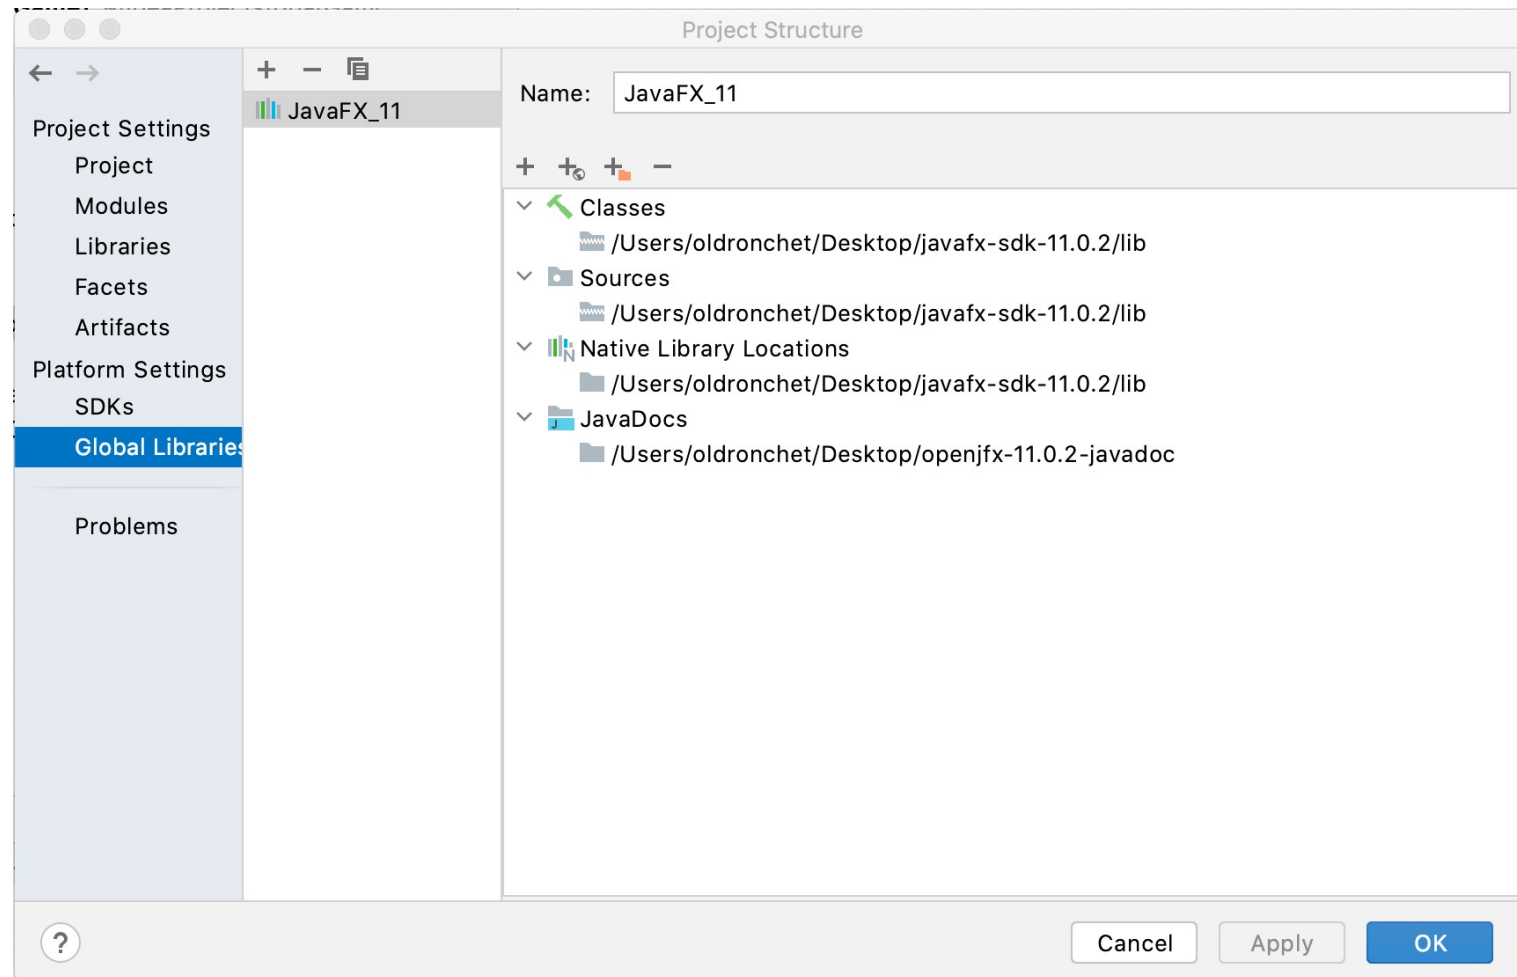 Project Structure
Project Settings
Project
Modules
Libraries
Facets
Artifacts
Platform Settings
SDKs
Global Libraries
Problems
JavaFX_11
Name: JavaFX_11
Classes
/Users/oldronchet/Desktop/javafx-sdk-11.0.2/lib
Sources
/Users/oldronchet/Desktop/javafx-sdk-11.0.2/lib
Native Library Locations
/Users/oldronchet/Desktop/javafx-sdk-11.0.2/lib
JavaDocs
/Users/oldronchet/Desktop/openjfx-11.0.2-javadoc
?
Cancel
Apply
OK